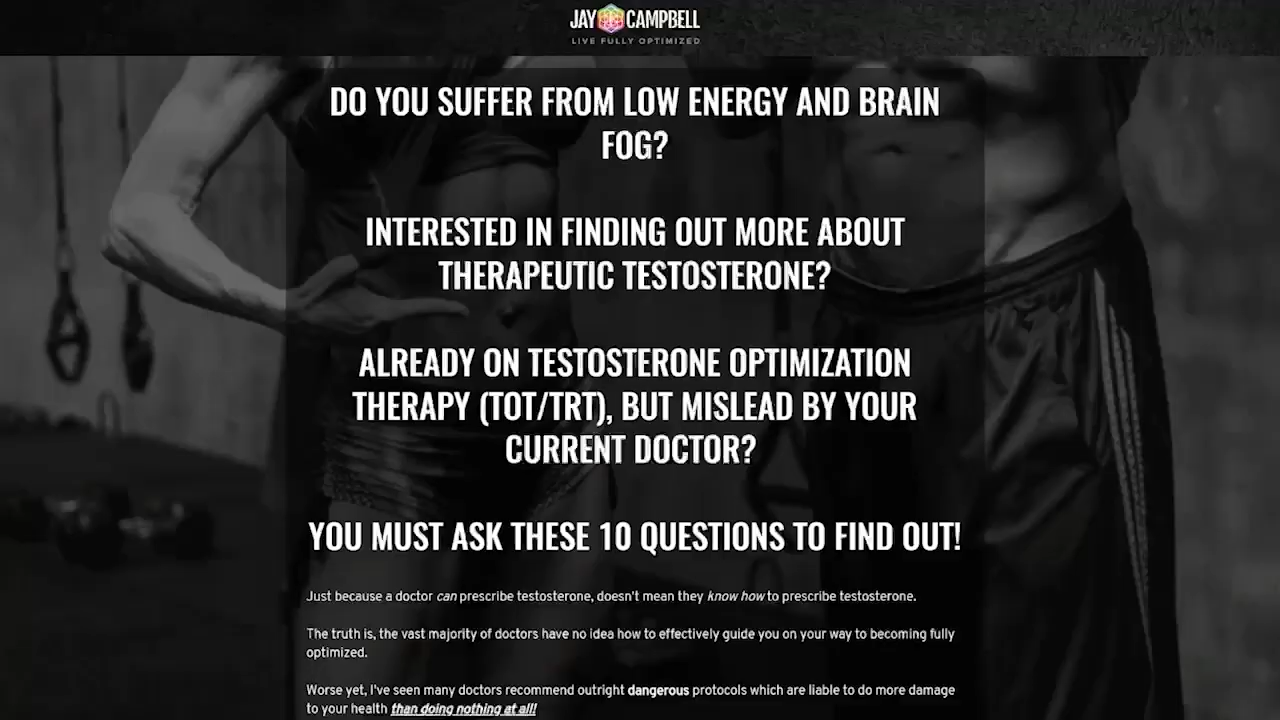 JAY CAMPBELL
LIVE FULLY OPTIMIZED
DO YOU SUFFER FROM LOW ENERGY AND BRAIN
FOG?
INTERESTED IN FINDING OUT MORE ABOUT
THERAPEUTIC TESTOSTERONE?
ALREADY ON TESTOSTERONE OPTIMIZATION
THERAPY (TOT/TRT), BUT MISLEAD BY YOUR
CURRENT DOCTOR?
YOU MUST ASK THESE 10 QUESTIONS TO FIND OUT!
Just because a doctor can prescribe testosterone, doesn't mean they know how to prescribe testosterone.
The truth is, the vast majority of doctors have no idea how to effectively guide you on your way to becoming fully
optimized.
Worse yet, I've seen many doctors recommend outright dangerous protocols which are liable to do more damage
to your health than doing nothing at all!